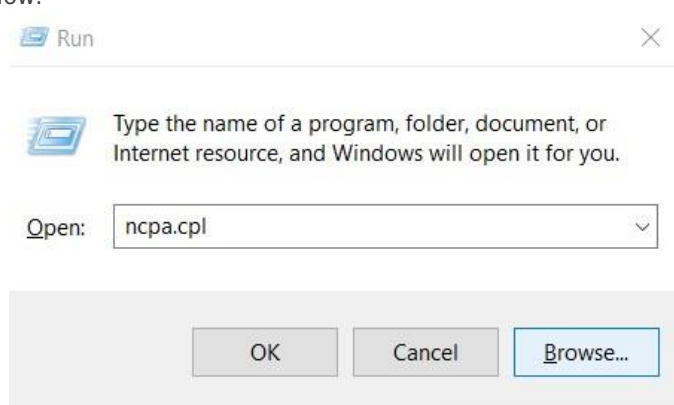 Run
Type the name of a program, folder, document, or
Internet resource, and Windows will open it for you.
Open: ncpa.cpl
OK Cancel Browse...